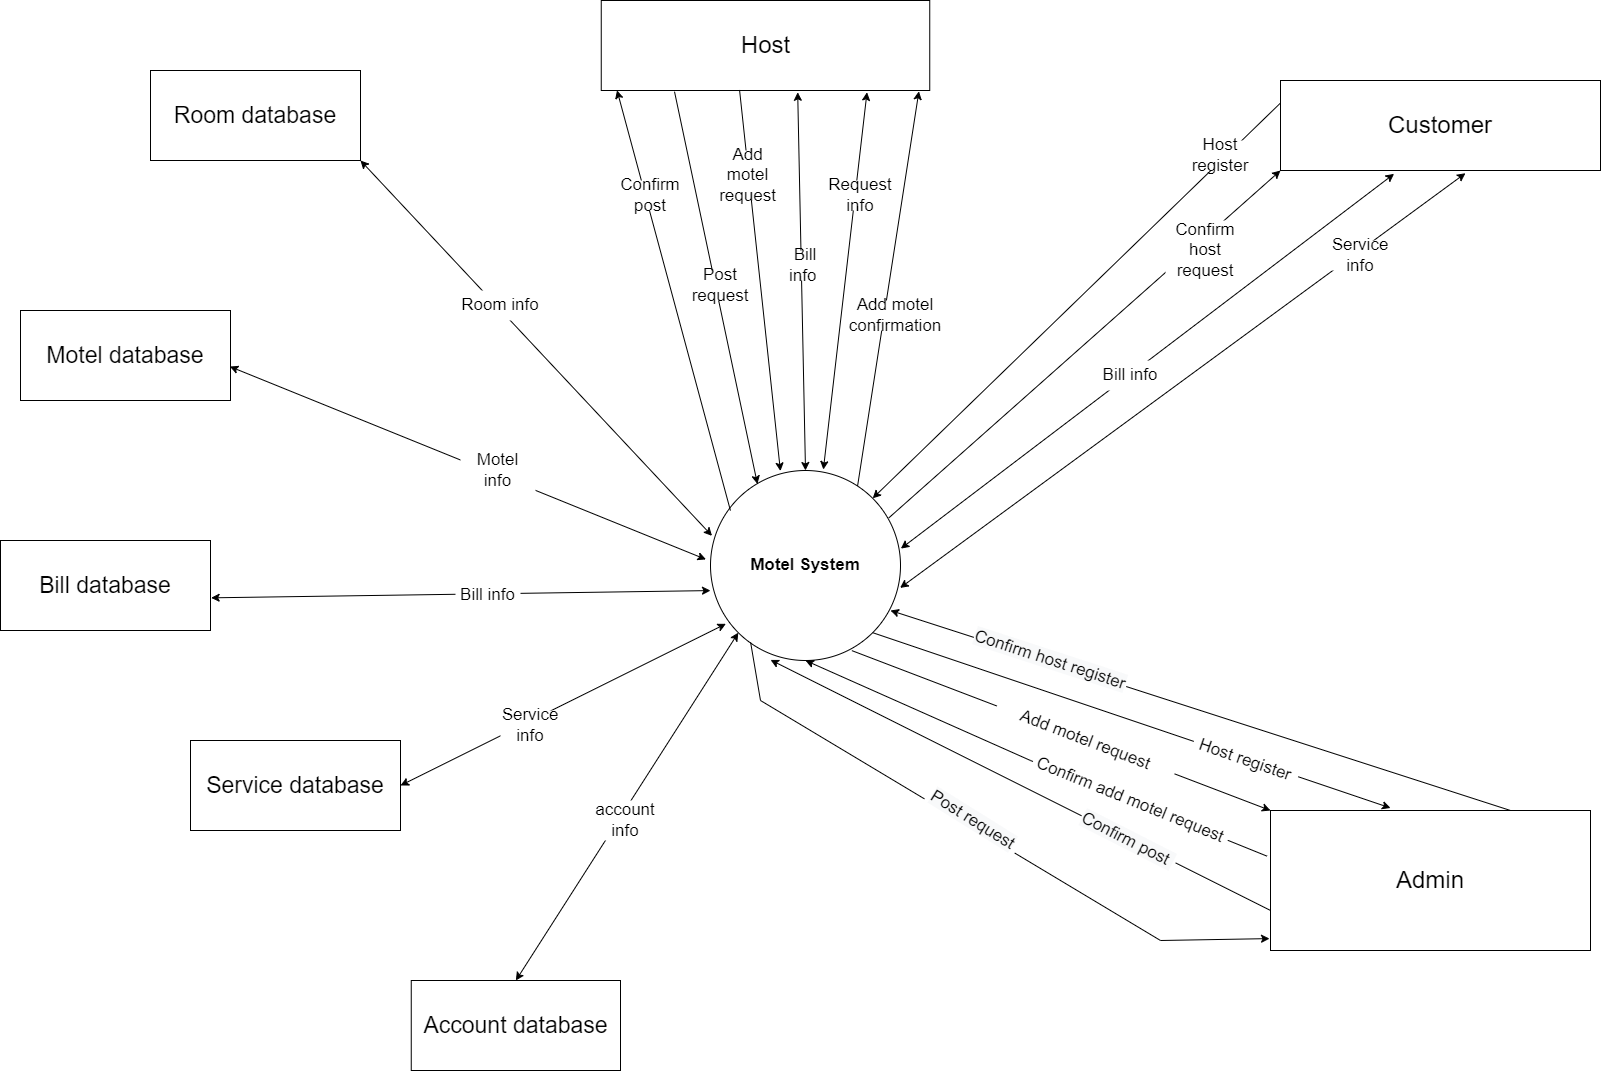 Host
Room database
Customer
Host
register
Add
motel
request
Confirm
post
Request
info
Confirm
host
request
Service
info
Bill
info
Post
request
Room info
Add motel
confirmation
Motel database
Bill info
Motel
info
Motel System
Bill database
Bill info
Confirm host register
Service
info
Add motel request
Host register
Service database
Confirm add motel request
account
info
Post request
Confirm post
Admin
Account database